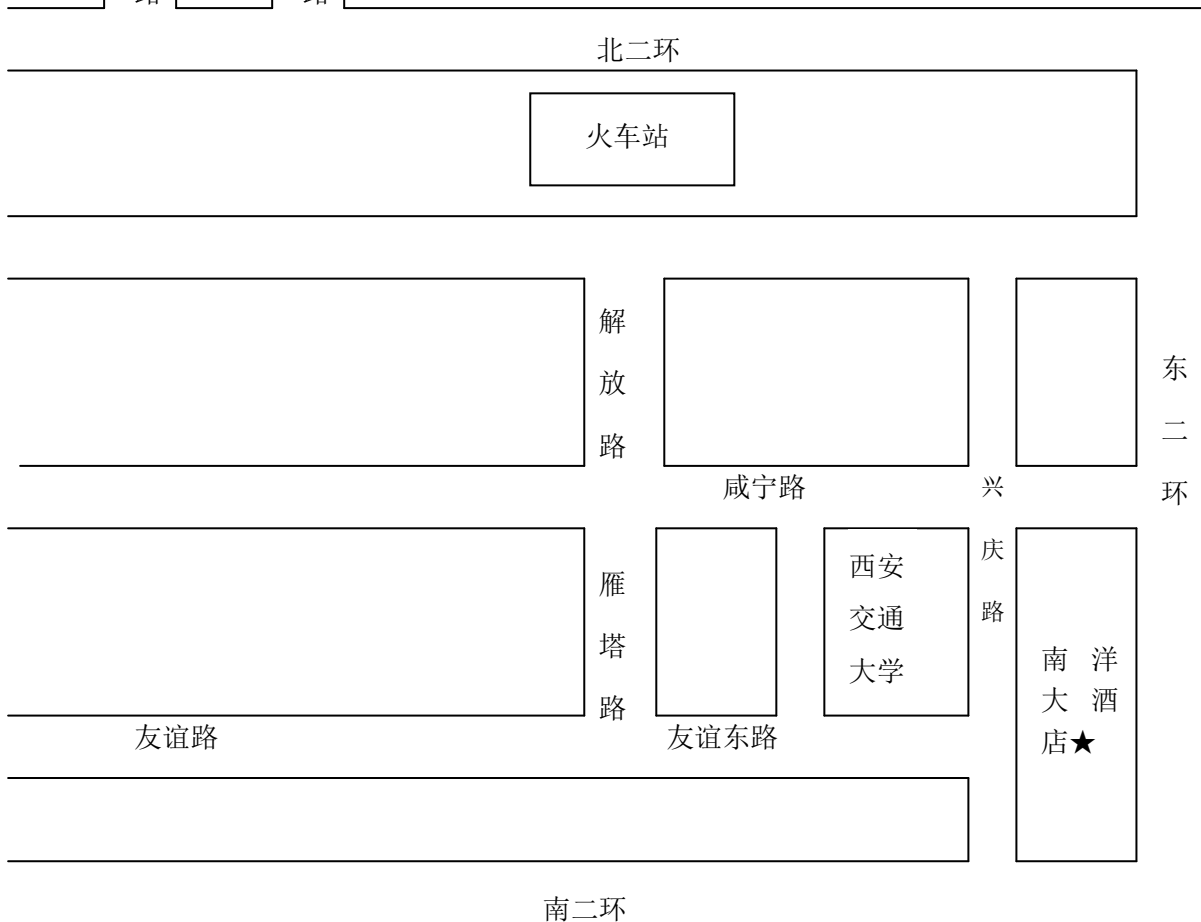 北二环
火车站
解放路
东二环
咸宁路
兴庆路
雁塔路
西安
交通
大学
南 洋
大 酒
店★
友谊路
友谊东路
南二环